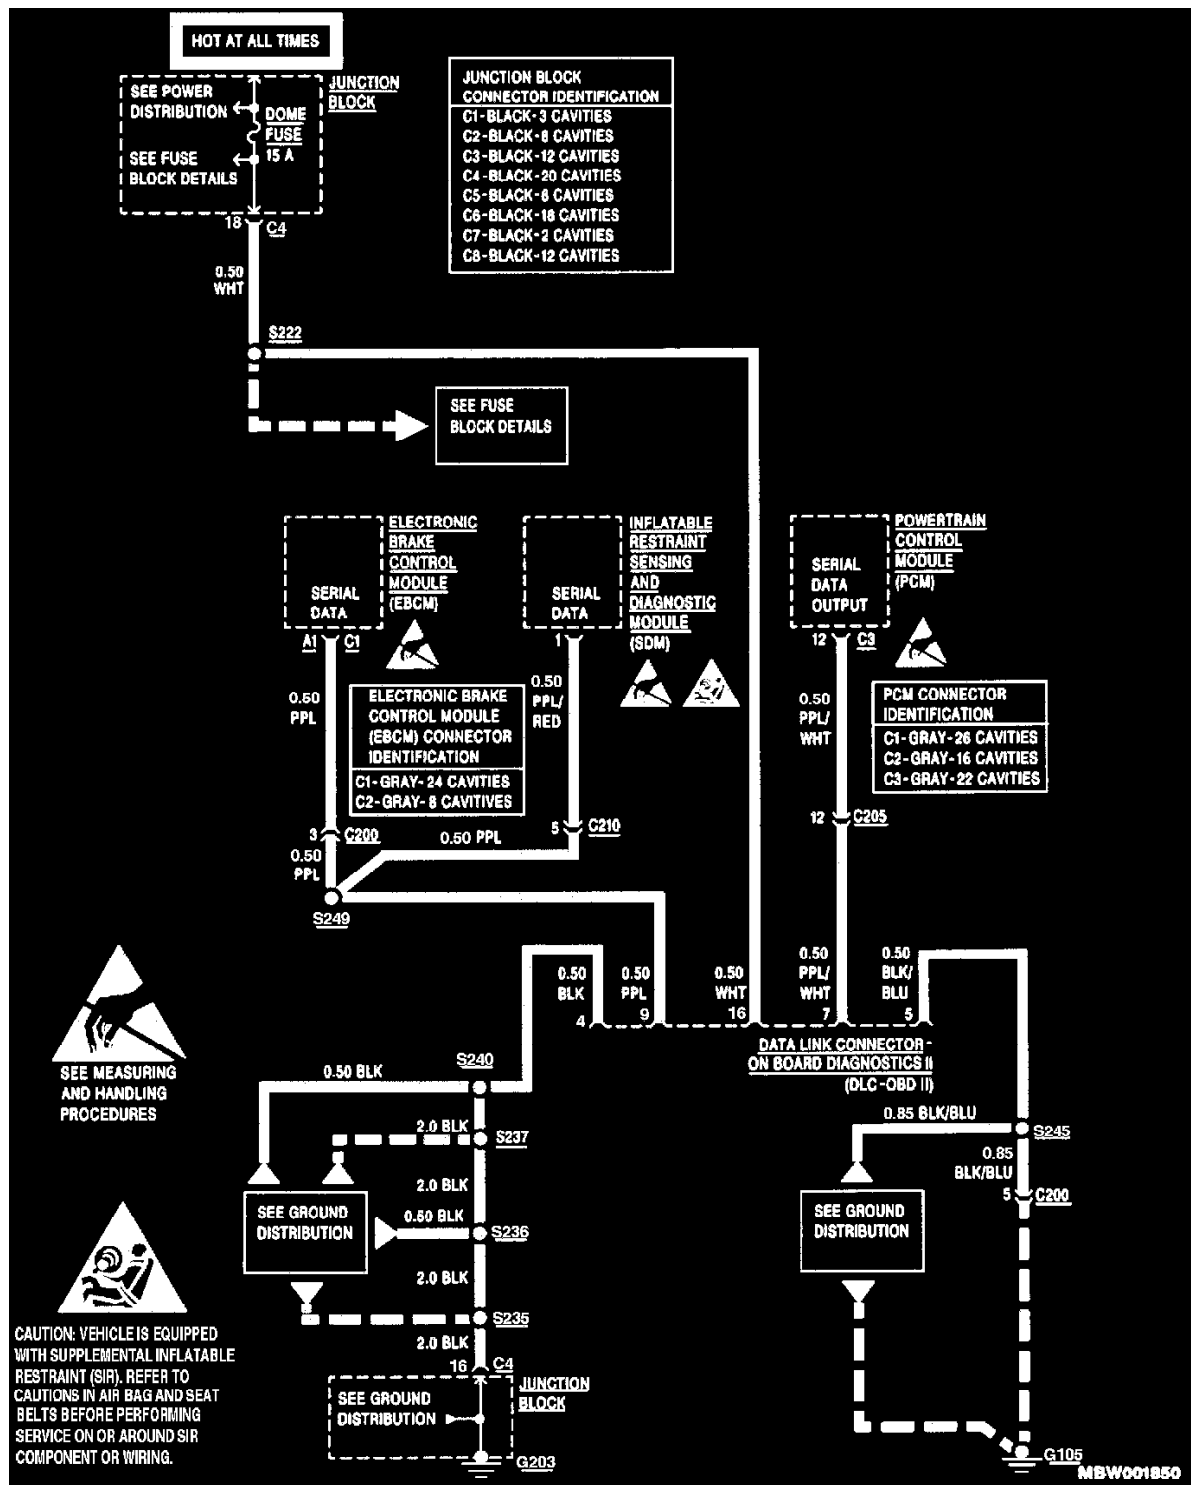 HOT AT ALL TIMES
JUNCTION
BLOCK
SEE POWER
DISTRIBUTION
DOME
FUSE
15 A
SEE FUSE
BLOCK DETAILS
18
C4
0.50
WHT
JUNCTION BLOCK
CONNECTOR IDENTIFICATION
C1-BLACK-3 CAVITIES
C2-BLACK-8 CAVITIES
C3-BLACK-12 CAVITIES
C4-BLACK-20 CAVITIES
C5-BLACK-8 CAVITIES
C6-BLACK-18 CAVITIES
C7-BLACK-2 CAVITIES
C8-BLACK-12 CAVITIES
S222
SEE FUSE
BLOCK DETAILS
ELECTRONIC
BRAKE
CONTROL
MODULE
(EBCM)
SERIAL
DATA
A1
C1
INFLATABLE
RESTRAINT
SENSING
AND
DIAGNOSTIC
MODULE
(SDM)
SERIAL
DATA
1
POWERTRAIN
CONTROL
MODULE
(PCM)
SERIAL
DATA
OUTPUT
12
C3
0.50
PPL
ELECTRONIC BRAKE
CONTROL MODULE
(EBCM) CONNECTOR
IDENTIFICATION
C1-GRAY-24 CAVITIES
C2-GRAY-8 CAVITIVES
0.50
PPL/
RED
0.50
PPL/
WHT
PCM CONNECTOR
IDENTIFICATION
C1-GRAY-26 CAVITIES
C2-GRAY-16 CAVITIES
C3-GRAY-22 CAVITIES
3
C200
0.50 PPL
5
C210
12
C205
0.50
PPL
S249
0.50
BLK
4
0.50
PPL
9
0.50
WHT
16
0.50
PPL/
WHT
7
0.50
BLK/
BLU
5
DATA LINK CONNECTOR-
ON BOARD DIAGNOSTICS II
(DLC-OBD II)
SEE MEASURING
AND HANDLING
PROCEDURES
S240
0.50 BLK
2.0 BLK
S237
2.0 BLK
SEE GROUND
DISTRIBUTION
0.50 BLK
S236
2.0 BLK
S235
2.0 BLK
16
C4
JUNCTION
BLOCK
SEE GROUND
DISTRIBUTION
G203
0.85 BLK/BLU
S245
0.85
BLK/BLU
5
C200
SEE GROUND
DISTRIBUTION
G105
CAUTION: VEHICLE IS EQUIPPED
WITH SUPPLEMENTAL INFLATABLE
RESTRAINT (SIR). REFER TO
CAUTIONS IN AIR BAG AND SEAT
BELTS BEFORE PERFORMING
SERVICE ON OR AROUND SIR
COMPONENT OR WIRING.
MBW001850